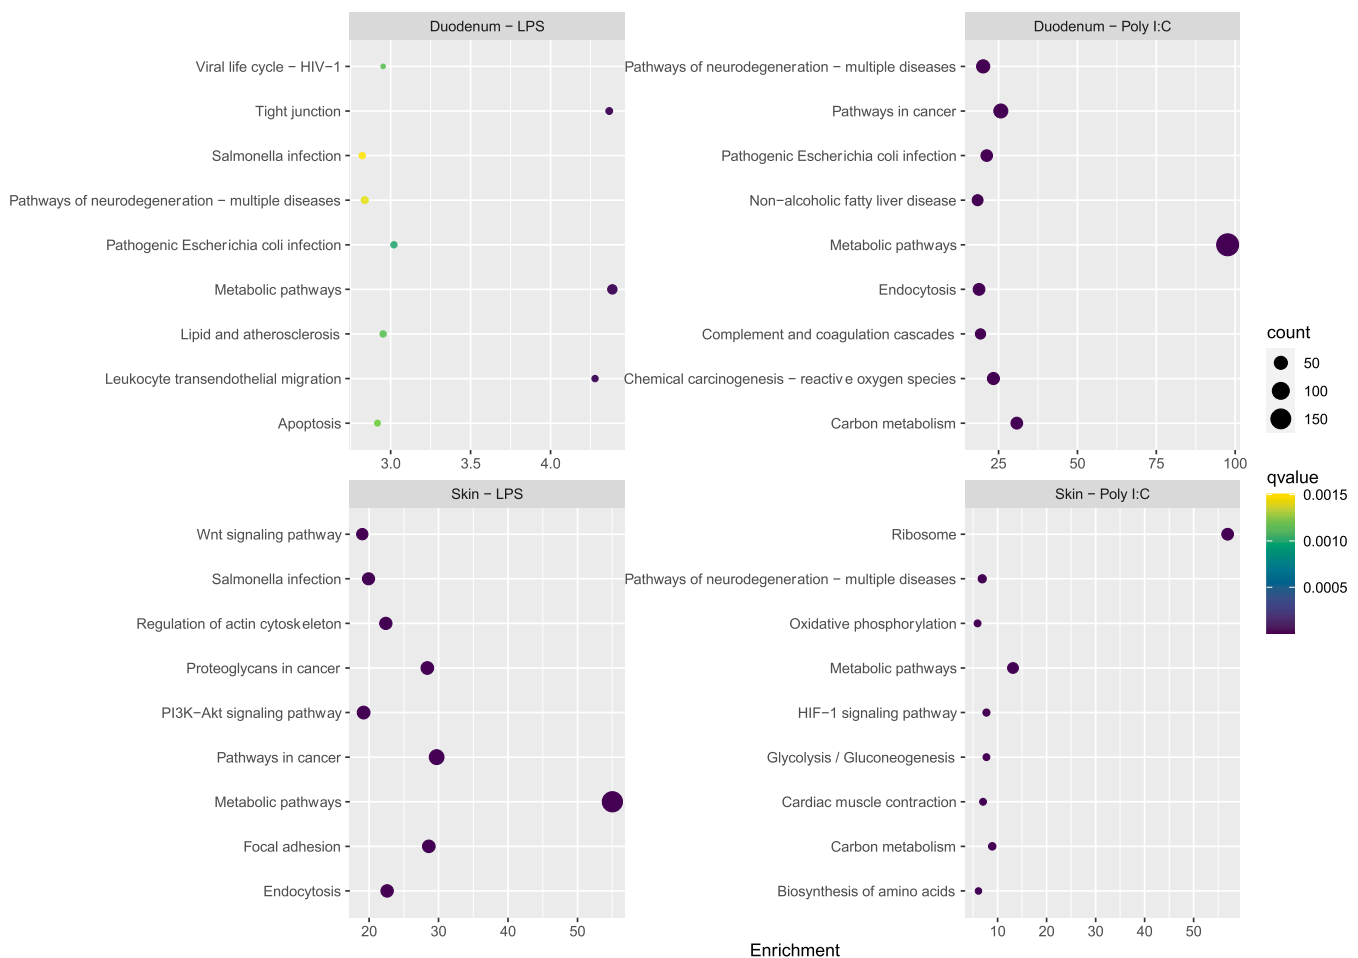 Duodenum − LPS
Viral life cycle − HIV−1
Tight junction
Salmonella infection
Pathways of neurodegeneration − multiple diseases
Pathogenic Escherichia coli infection
Metabolic pathways
Lipid and atherosclerosis
Leukocyte transendothelial migration
Apoptosis
3.0 3.5 4.0
Duodenum − Poly I:C
Pathways of neurodegeneration − multiple diseases
Pathways in cancer
Pathogenic Escherichia coli infection
Non−alcoholic fatty liver disease
Metabolic pathways
Endocytosis
Complement and coagulation cascades
Chemical carcinogenesis − reactive oxygen species
Carbon metabolism
25 50 75 100
Skin − LPS
Wnt signaling pathway
Salmonella infection
Regulation of actin cytoskeleton
Proteoglycans in cancer
PI3K−Akt signaling pathway
Pathways in cancer
Metabolic pathways
Focal adhesion
Endocytosis
20 30 40 50
Skin − Poly I:C
Ribosome
Pathways of neurodegeneration − multiple diseases
Oxidative phosphorylation
Metabolic pathways
HIF−1 signaling pathway
Glycolysis / Gluconeogenesis
Cardiac muscle contraction
Carbon metabolism
Biosynthesis of amino acids
10 20 30 40 50
Enrichment
count
50
100
150
qvalue
0.0015
0.0010
0.0005